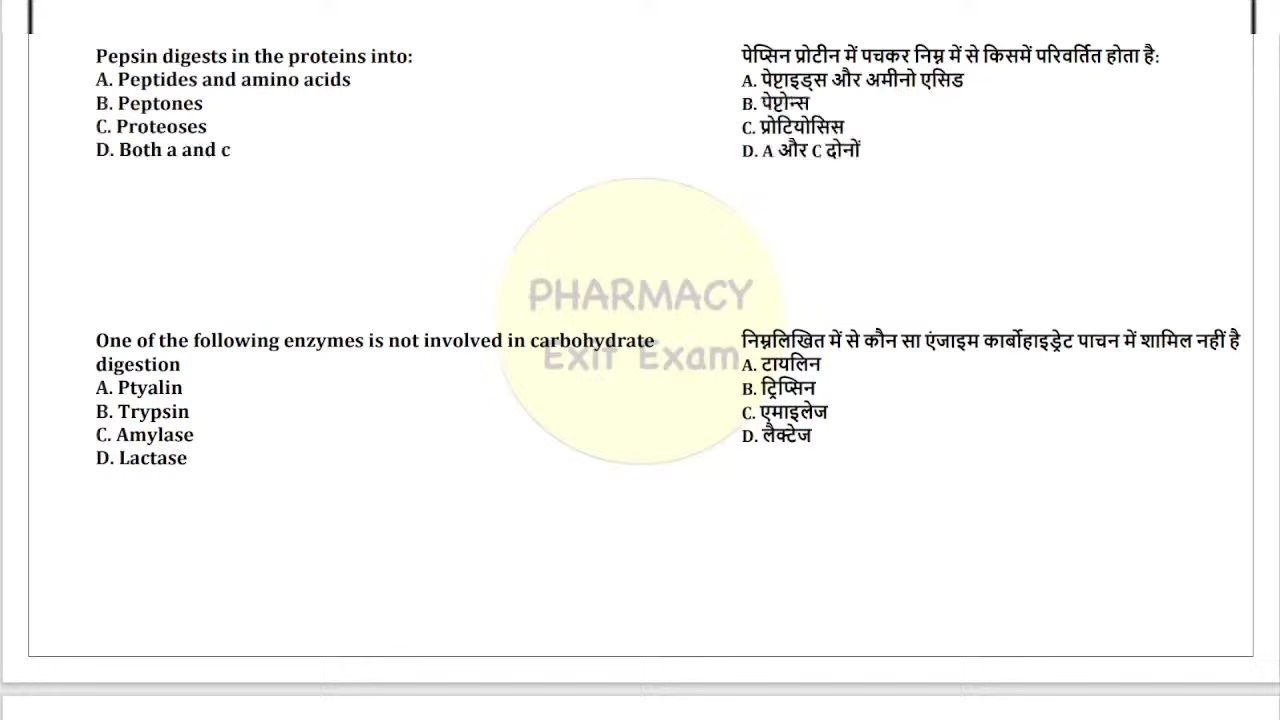 Pepsin digests in the proteins into:
A. Peptides and amino acids
B. Peptones
C. Proteoses
D. Both a and c
पेप्सिन प्रोटीन में पचकर निम्न में से किसमें परिवर्तित होता है:
A. पेप्टाइड्स और अमीनो एसिड
B. पेप्टोन्स
C. प्रोटियोसिस
D. A और C दोनों
PHARMACY
Exit Exam
One of the following enzymes is not involved in carbohydrate
digestion
A. Ptyalin
B. Trypsin
C. Amylase
D. Lactase
निम्नलिखित में से कौन सा एंजाइम कार्बोहाइड्रेट पाचन में शामिल नहीं है
A. टायलिन
B. ट्रिप्सिन
C. एमाइलेज
D. लैक्टेज